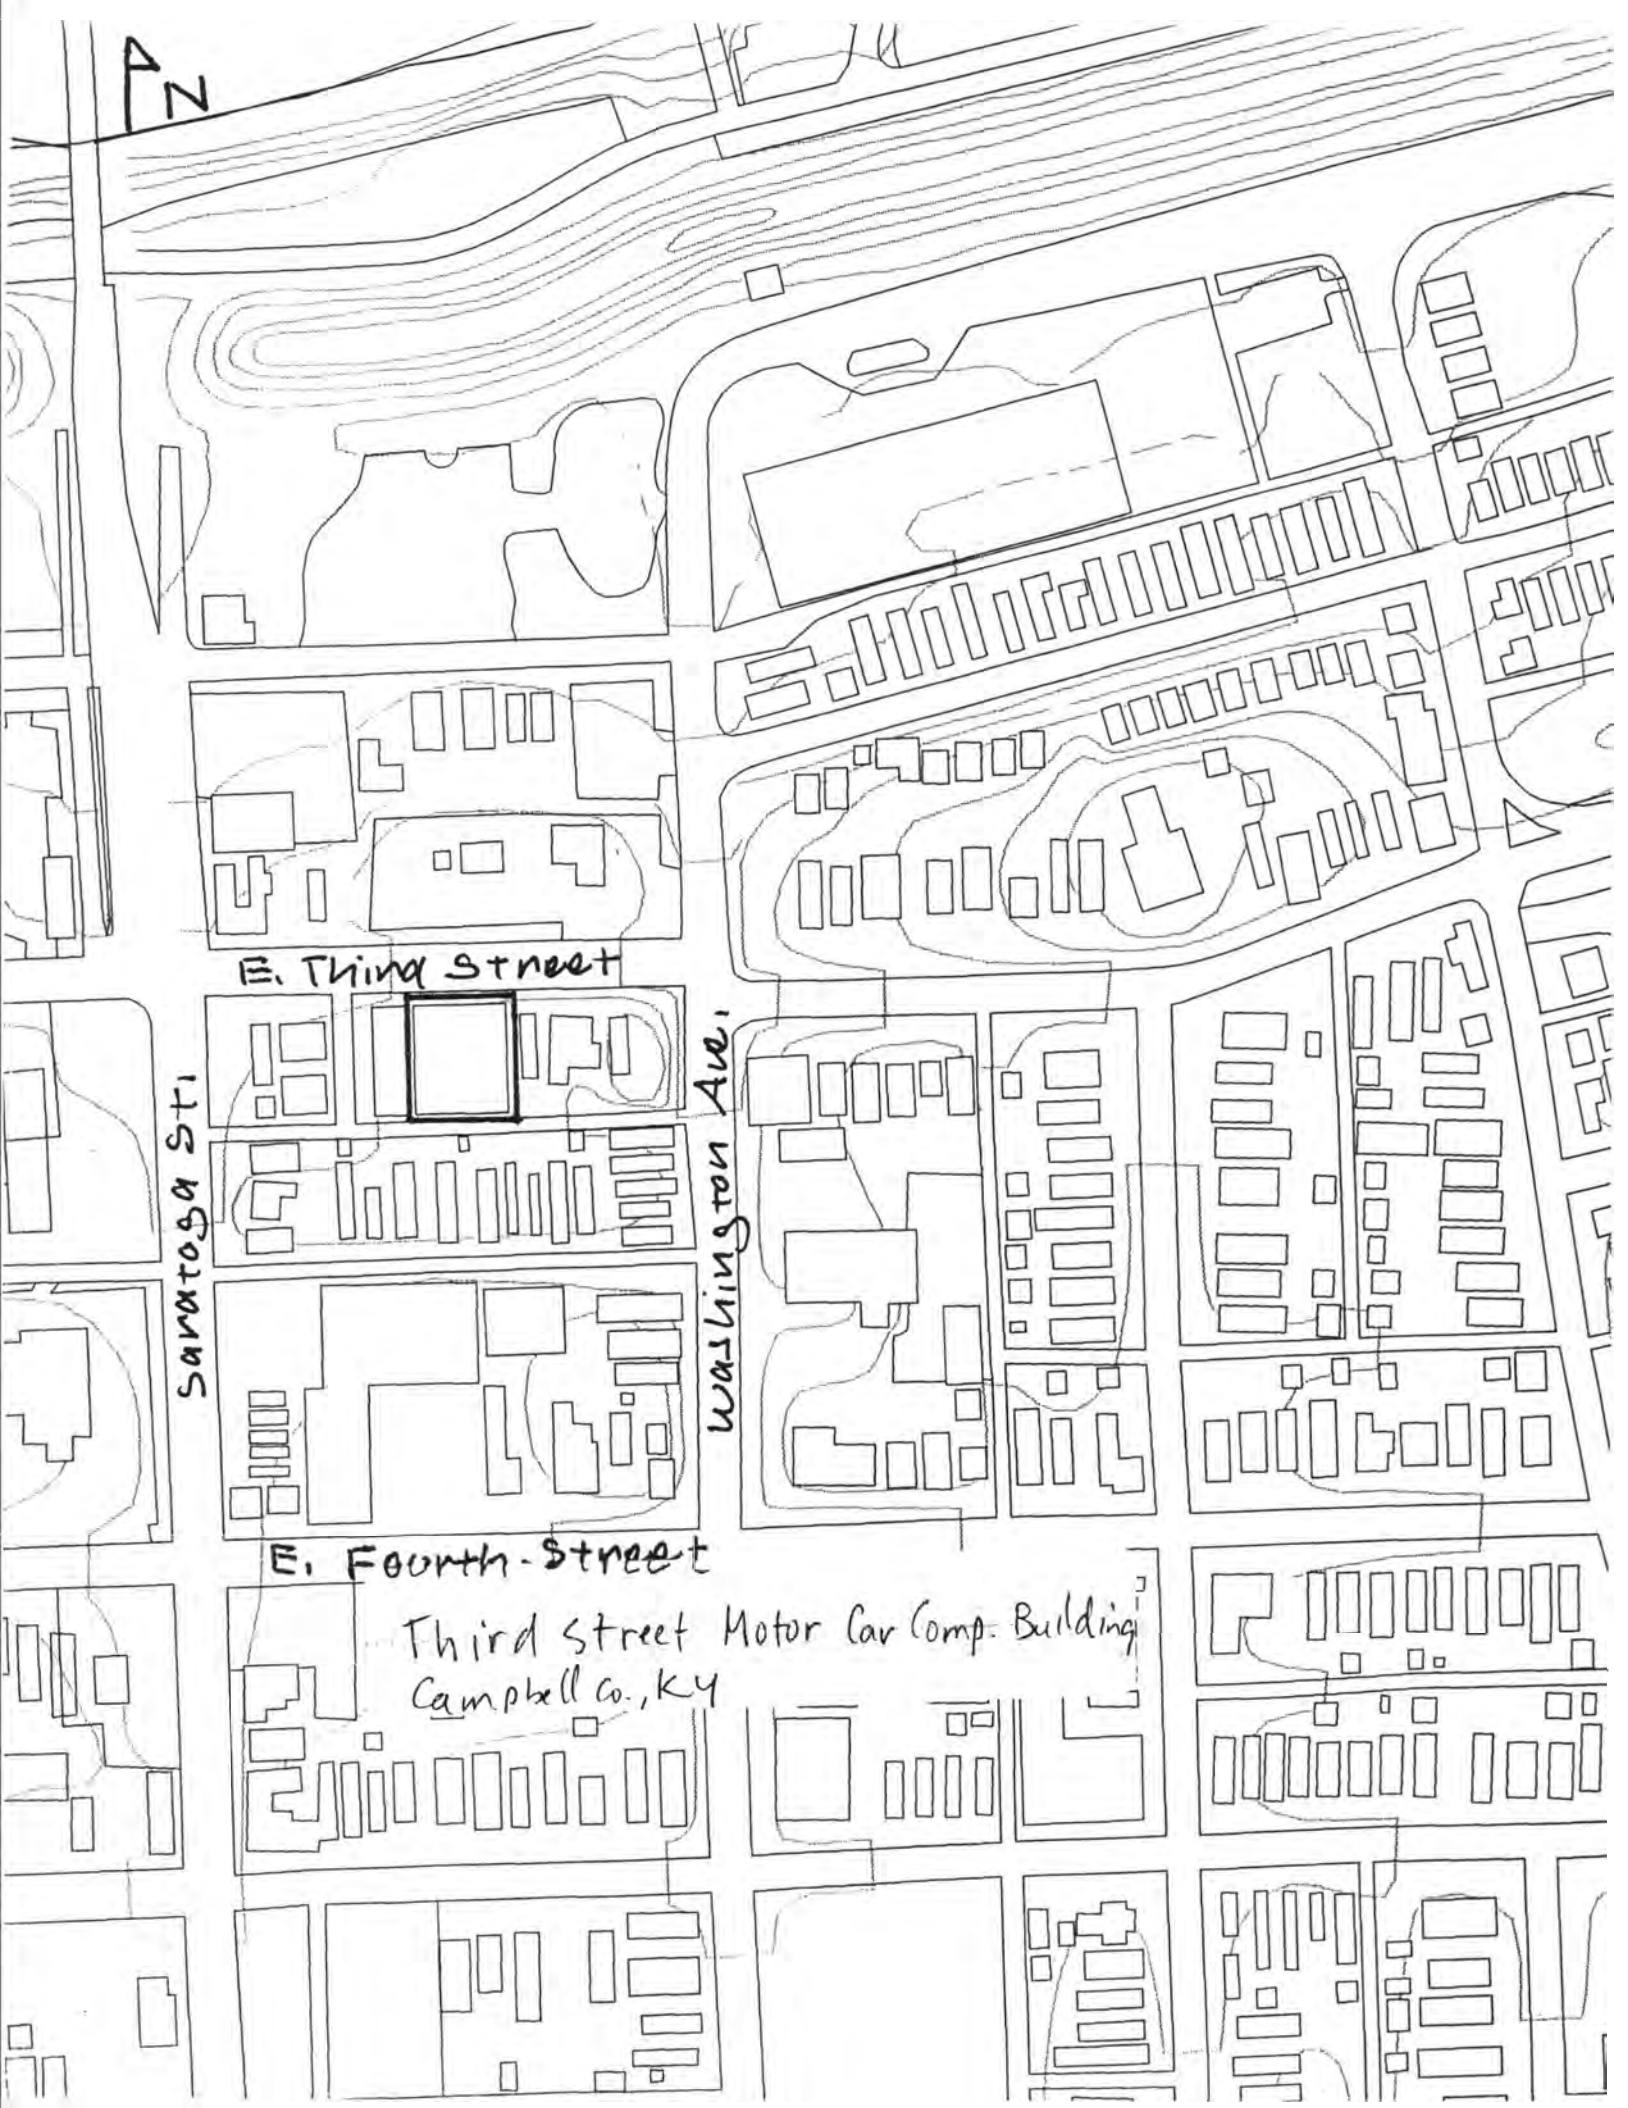 N
E. Third Street
Saratoga St.
Washington Ave.
E. Fourth-Street
Third Street Motor Car Comp. Building
Campbell Co., KY